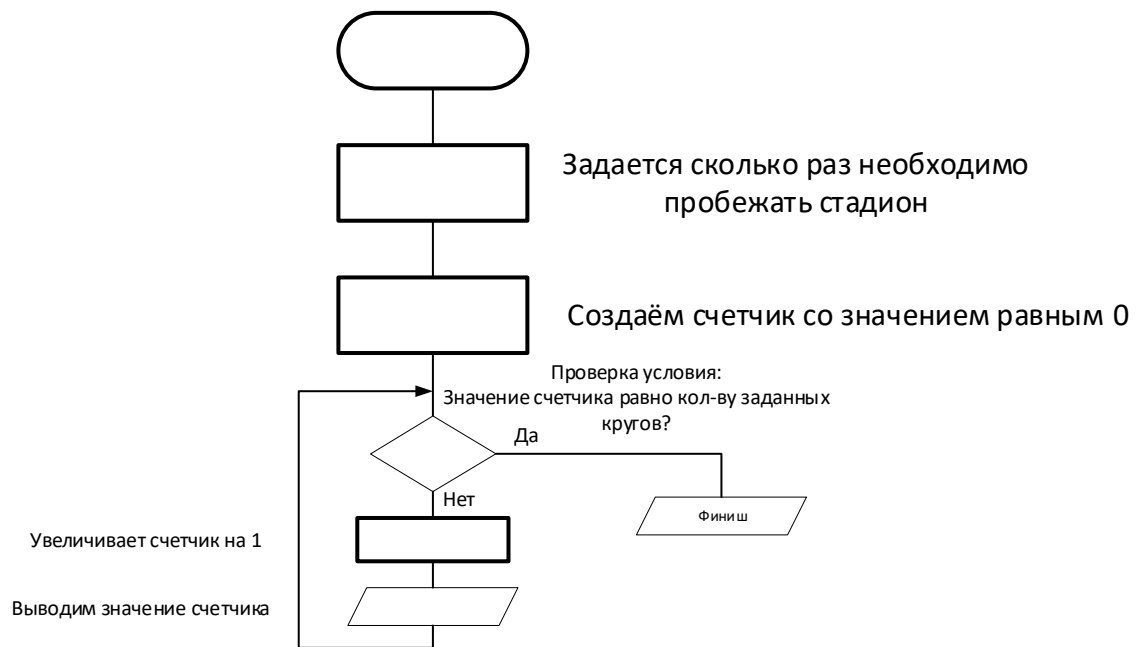 Задается сколько раз необходимо
пробежать стадион
Создаём счетчик со значением равным 0
Проверка условия:
Значение счетчика равно кол-ву заданных
кругов?
Да
Нет
Финиш
Увеличивает счетчик на 1
Выводим значение счетчика